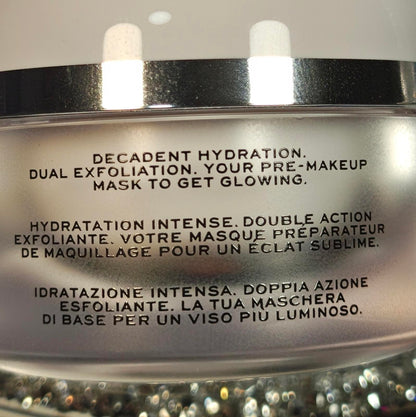 DECADENT HYDRATION.
DUAL EXFOLIATION. YOUR PRE-MAKEUP
MASK TO GET GLOWING.
HYDRATATION INTENSE. DOUBLE ACTION
EXFOLIANTE. VOTRE MASQUE PRÉPARATEUR
DE MAQUILLAGE POUR UN ÉCLAT SUBLIME.
IDRATAZIONE INTENSA. DOPPIA AZIONE
ESFOLIANTE. LA TUA MASCHERA
DI BASE PER UN VISO PIÙ LUMINOSO.